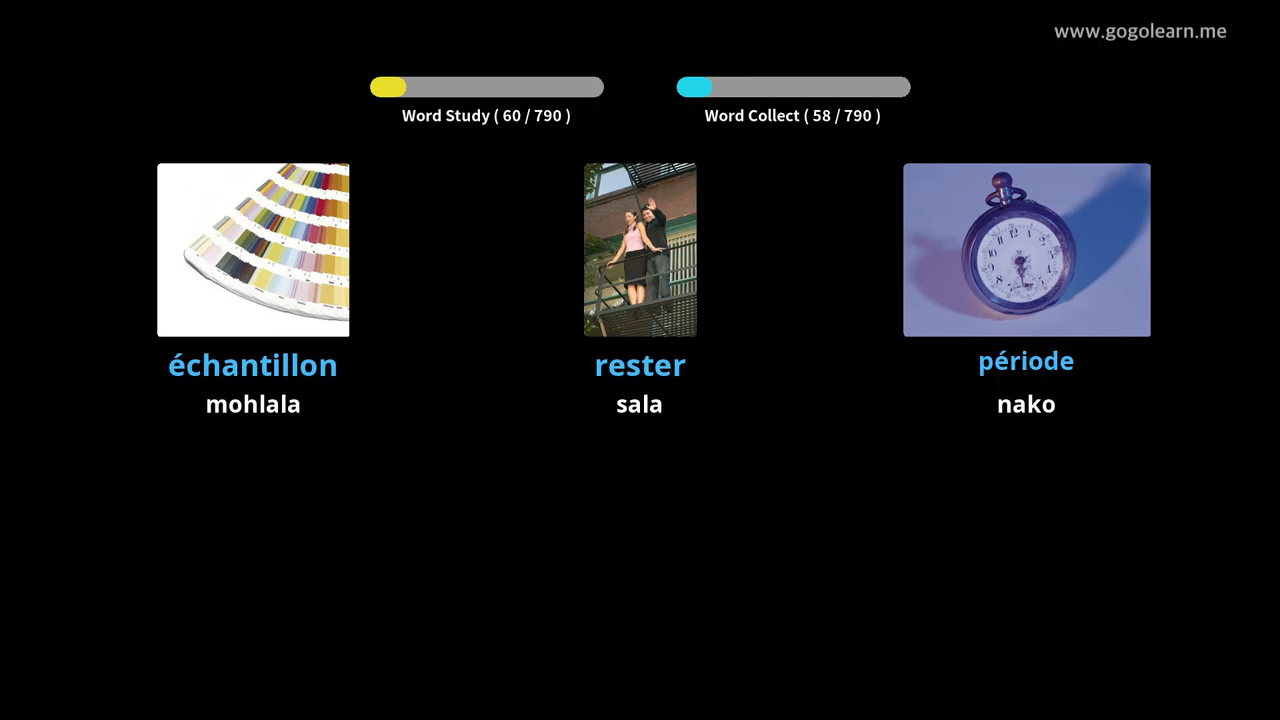 www.gogolearn.me
Word Study ( 60 / 790 )
Word Collect ( 58 / 790 )
échantillon
mohlala
rester
sala
période
nako